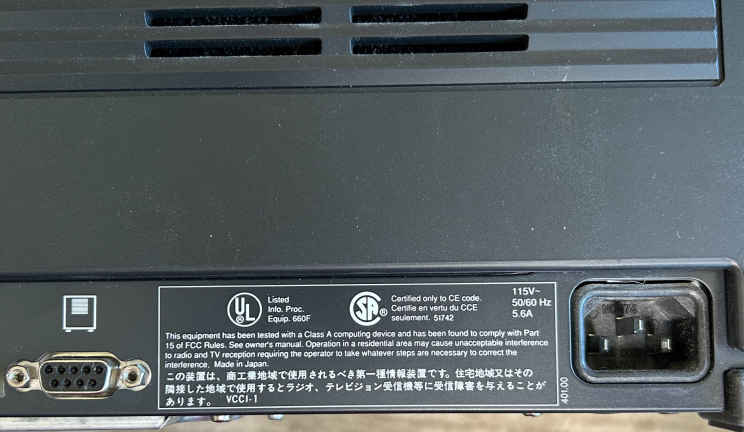 UL
Listed
Info. Proc.
Equip. 660F
SA
Certified only to CE code.
Certifie en vertu du CCE
seulement. 51742
115V~
50/60 Hz
5.6A
This equipment has been tested with a Class A computing device and has been found to comply with Part
15 of FCC Rules. See owner's manual. Operation in a residential area may cause unacceptable interference
to radio and TV reception requiring the operator to take whatever steps are necessary to correct the
interference. Made in Japan.
この装置は、商工業地域で使用されるべき第一種情報装置です。住宅地域又はその
隣接した地域で使用するとラジオ、テレビジョン受信機等に受信障害を与えることが
あります。 VCCI-1
401.00